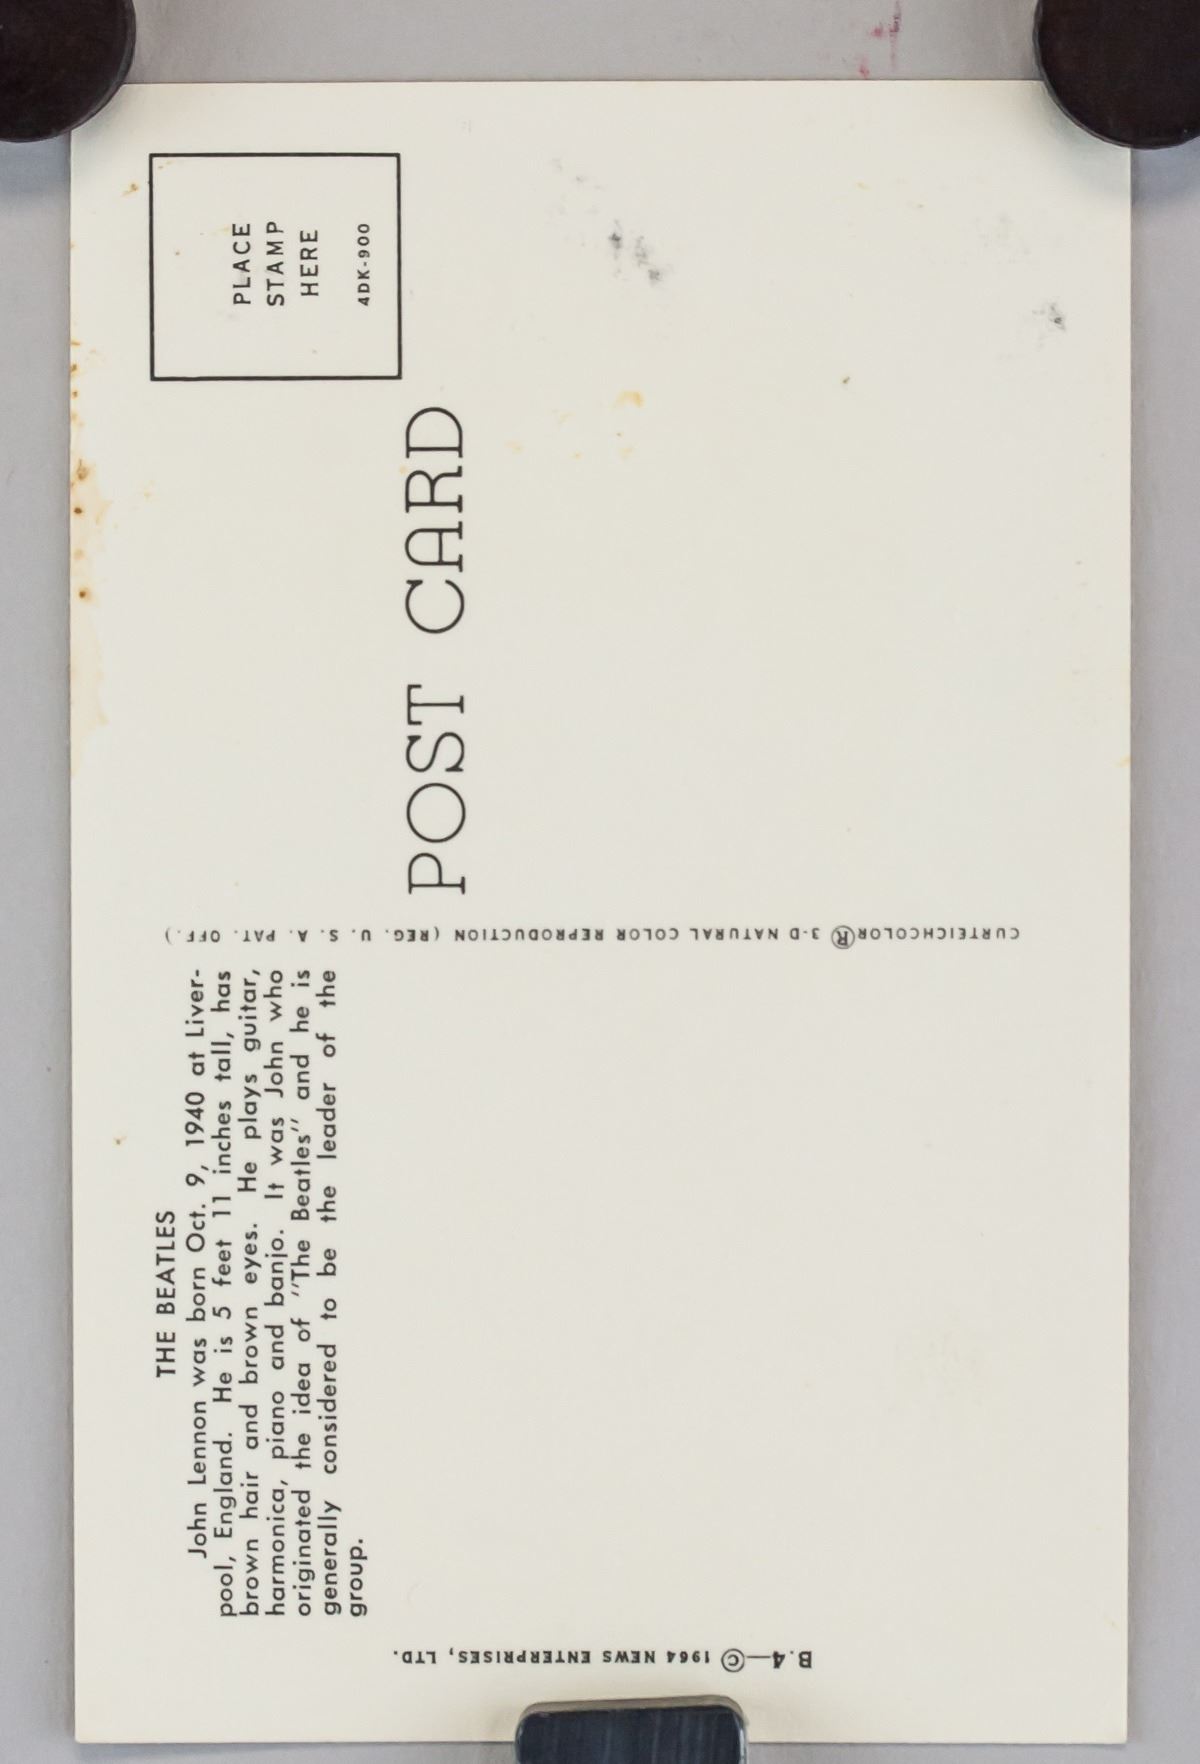 THE BEATLES
John Lennon was born Oct. 9, 1940 at Liver-
pool, England. He is 5 feet 11 inches tall, has
brown hair and brown eyes. He plays guitar,
harmonica, piano and banjo. It was John who
originated the idea of "The Beatles" and he is
generally considered to be the leader of the
group.
B.4—© 1964 NEWS ENTERPRISES, LTD.
CURTEICHCOLOR® 3-D NATURAL COLOR REPRODUCTION (REG. U. S. A. PAT. OFF.)
POST CARD
PLACE
STAMP
HERE
4DK-900